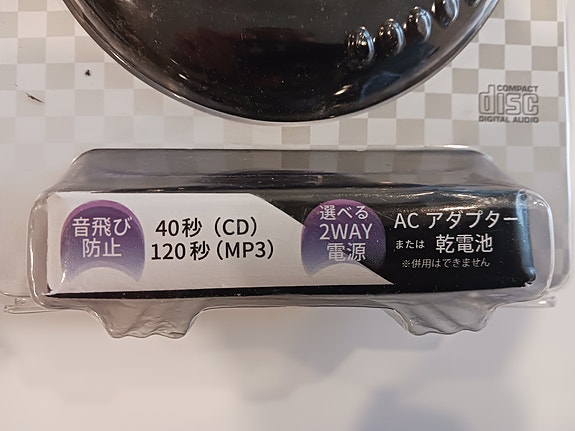 COMPACT
disc
DIGITAL AUDIO
音飛び
防止
40秒（CD）
120秒（MP3）
選べる
2WAY
電源
AC アダプター
または 乾電池
※併用はできません